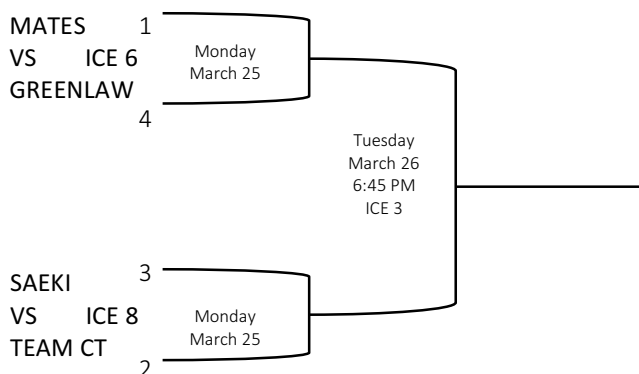 MATES 1
VS ICE 6
GREENLAW
4
Monday
March 25
Tuesday
March 26
6:45 PM
ICE 3
SAEKI 3
VS ICE 8
TEAM CT
2
Monday
March 25